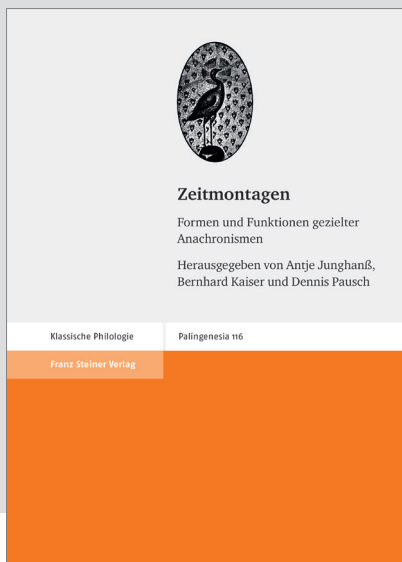 Zeitmontagen
Formen und Funktionen gezielter
Anachronismen
Herausgegeben von Antje Junghanß,
Bernhard Kaiser und Dennis Pausch
Klassische Philologie
Palingenesia 116
Franz Steiner Verlag